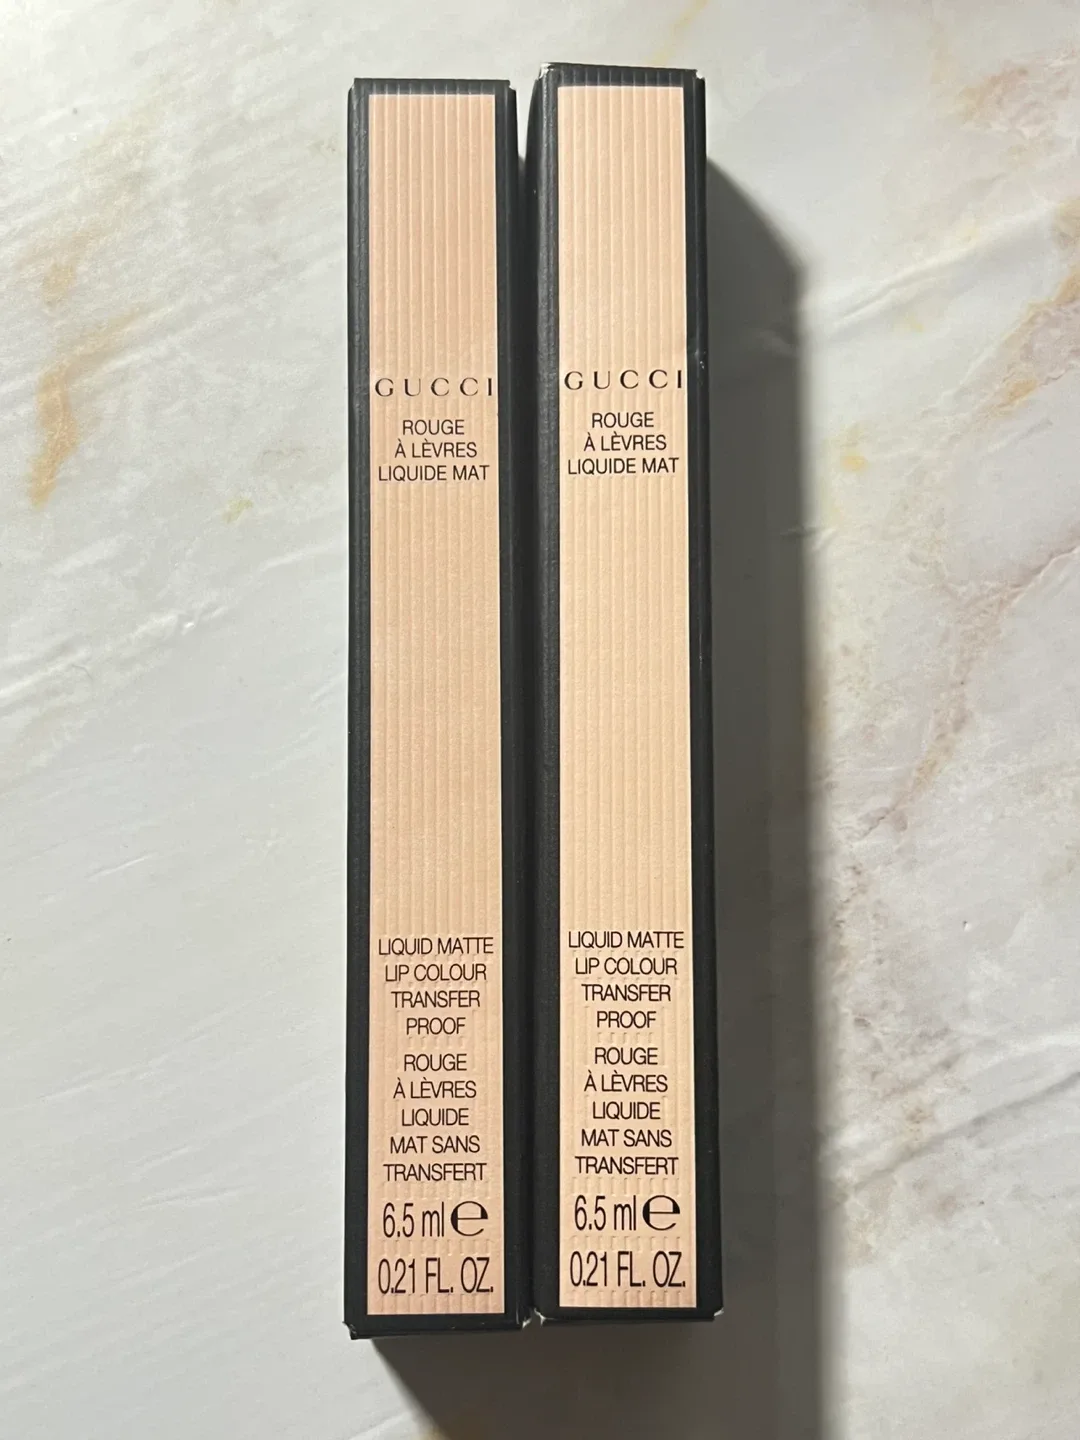 GUCCI
ROUGE
À LÈVRES
LIQUIDE MAT
LIQUID MATTE
LIP COLOUR
TRANSFER
PROOF
ROUGE
À LÈVRES
LIQUIDE
MAT SANS
TRANSFERT
6.5 ml ℮
0.21 FL. OZ.
GUCCI
ROUGE
À LÈVRES
LIQUIDE MAT
LIQUID MATTE
LIP COLOUR
TRANSFER
PROOF
ROUGE
À LÈVRES
LIQUIDE
MAT SANS
TRANSFERT
6.5 ml ℮
0.21 FL. OZ.